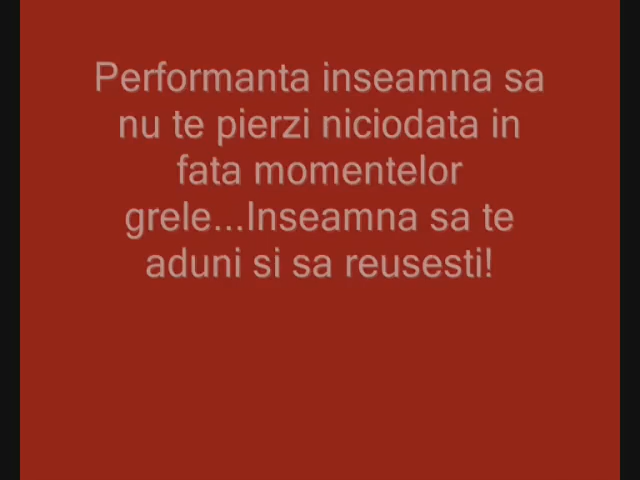 Performanta inseamna sa
nu te pierzi niciodata in
fata momentelor
grele...Inseamna sa te
aduni si sa reusesti!